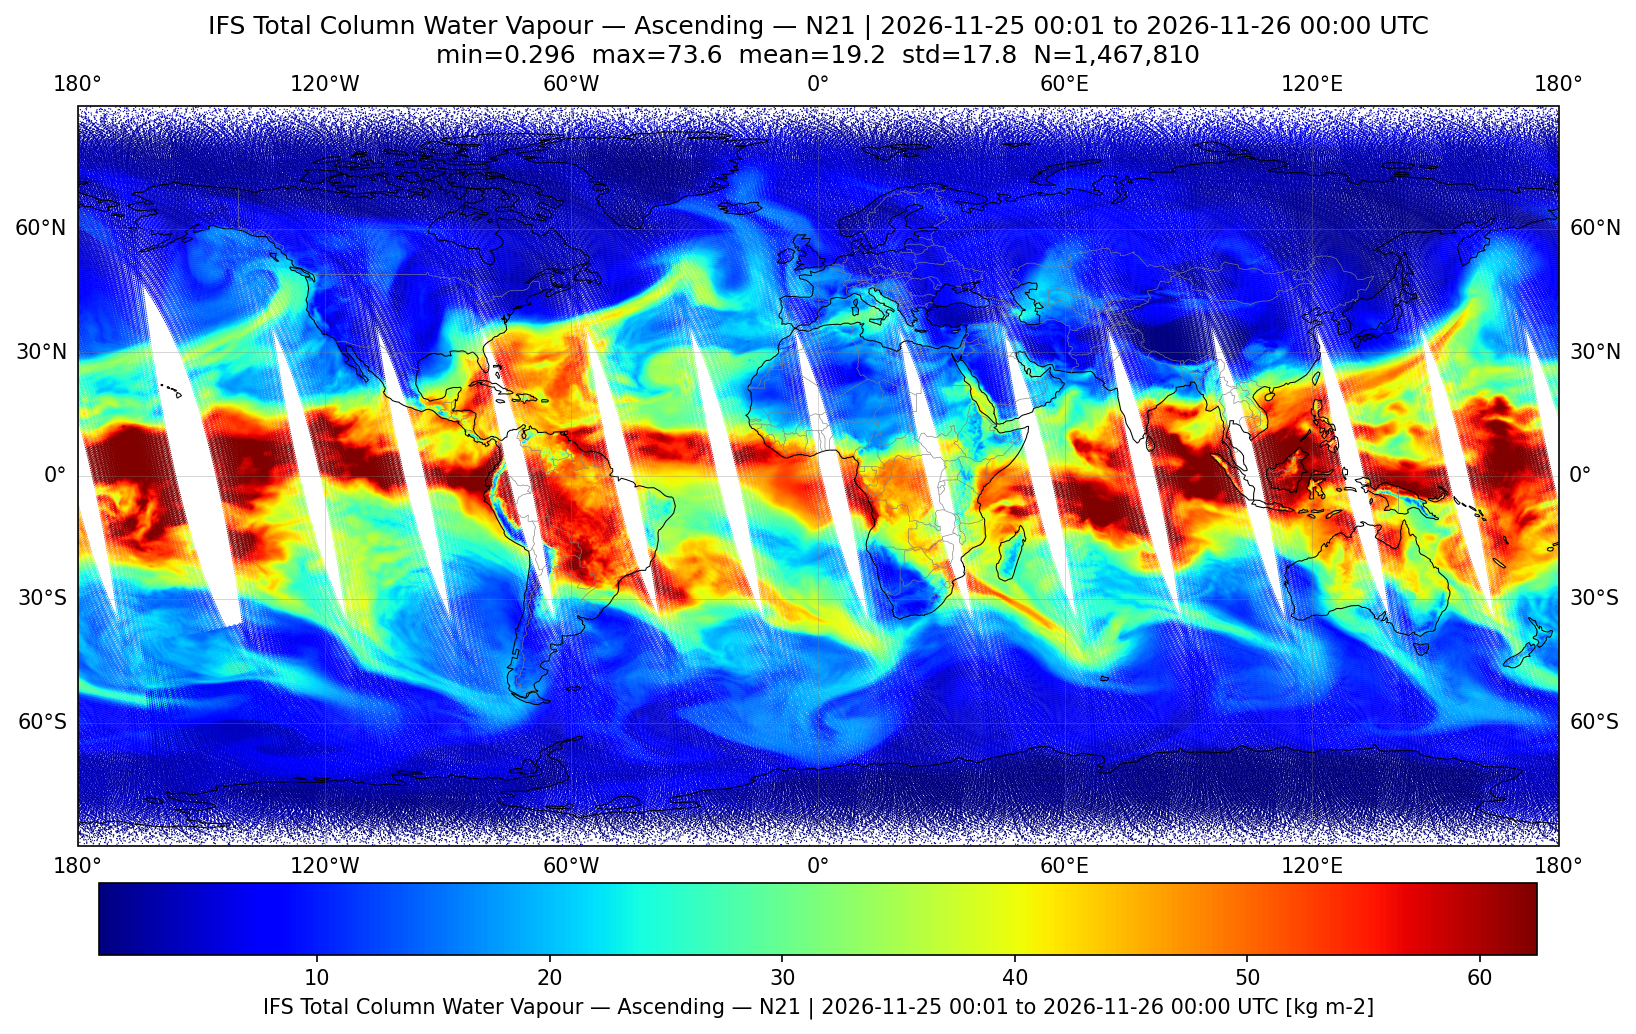 IFS Total Column Water Vapour — Ascending — N21 | 2026-11-25 00:01 to 2026-11-26 00:00 UTC
min=0.296 max=73.6 mean=19.2 std=17.8 N=1,467,810
180° 120°W 60°W 0° 60°E 120°E 180°
60°N 60°N
30°N 30°N
0° 0°
30°S 30°S
60°S 60°S
180° 120°W 60°W 0° 60°E 120°E 180°
10 20 30 40 50 60
IFS Total Column Water Vapour — Ascending — N21 | 2026-11-25 00:01 to 2026-11-26 00:00 UTC [kg m-2]